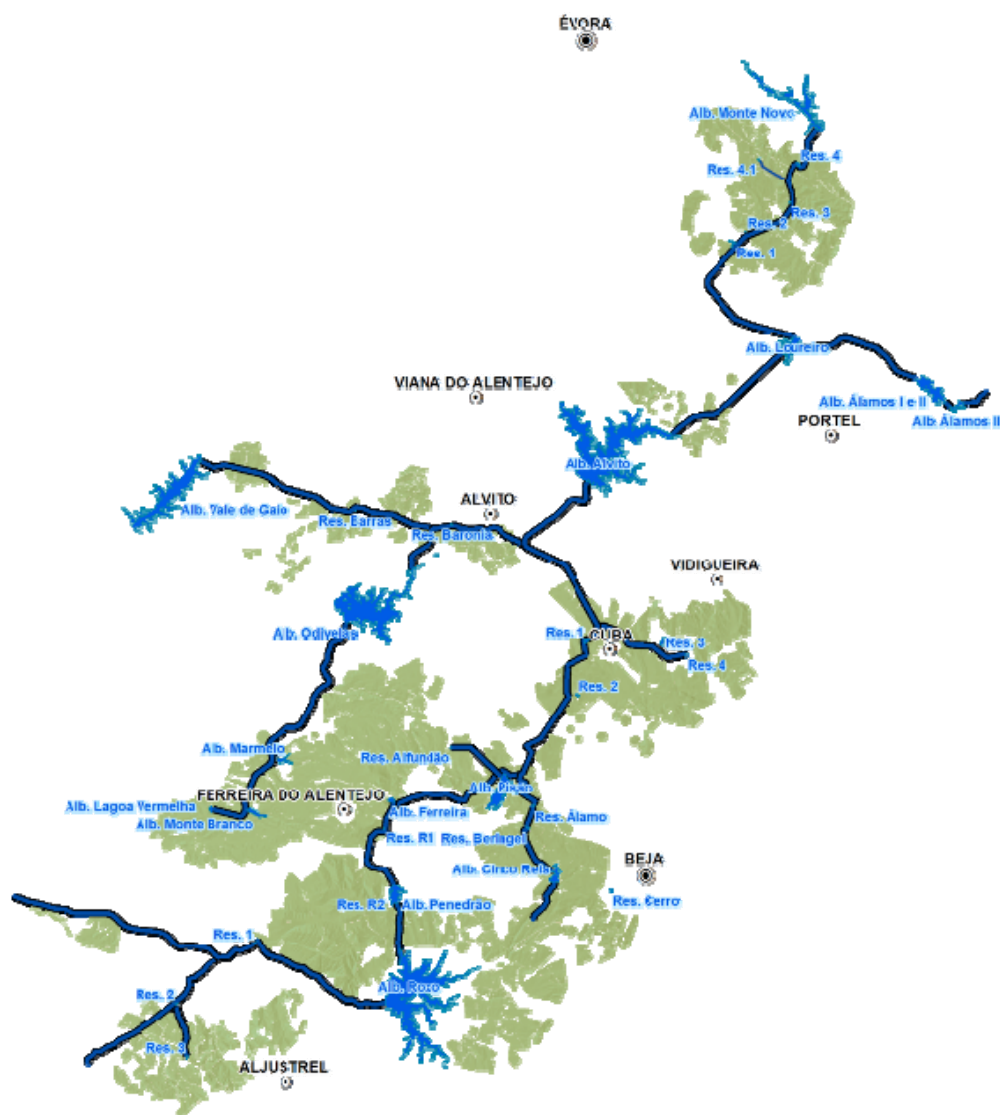 ÉVORA
Alb. Monte Novo
Res. 4
Res. 4.1
Res. 3
Res. 2
Res. 1
Alb. Loureiro
VIANA DO ALENTEJO
Alb. Álamos I e II
Alb. Álamos III
PORTEL
Alb. Alvito
ALVITO
Alb. Vale de Gaio
Res. Barras
Res. Baronia
VIDIGUEIRA
Alb. Odivelas
Res. 1
CUBA
Res. 3
Res. 4
Res. 2
Alb. Marmelo
Res. Alfundão
Alb. Pisão
FERREIRA DO ALENTEJO
Alb. Lagoa Vermelha
Alb. Monte Branco
Alb. Ferreira
Res. Álamo
Res. R1
Res. Beringel
BEJA
Alb. Cinco Reis
Res. Cerro
Res. R2
Alb. Penedrão
Res. 1
Alb. Roxo
Res. 2
Res. 3
ALJUSTREL